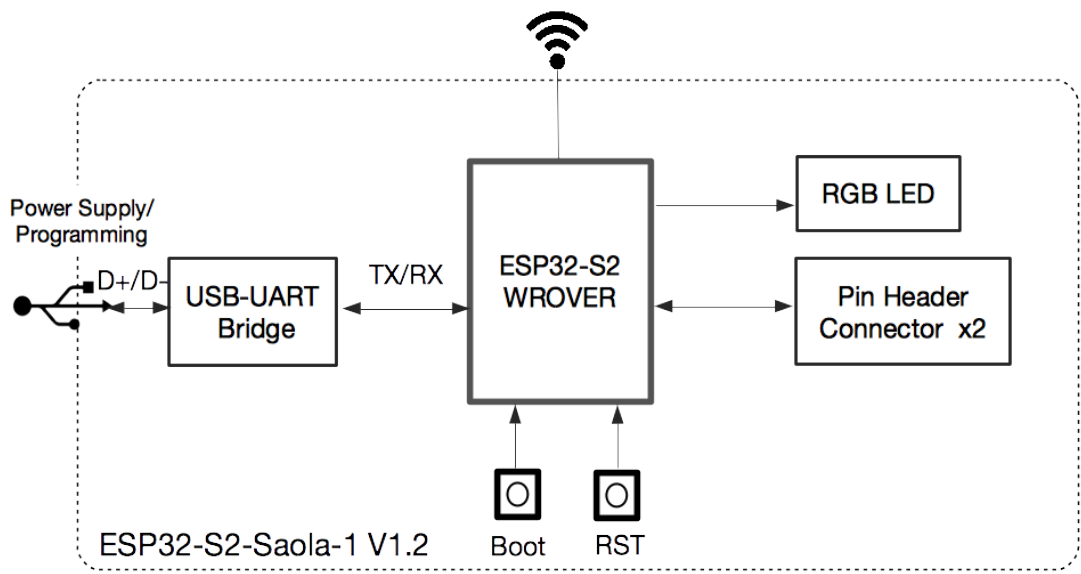 Power Supply/
Programming
D+/D-
USB-UART
Bridge
TX/RX
ESP32-S2
WROVER
RGB LED
Pin Header
Connector x2
Boot
RST
ESP32-S2-Saola-1 V1.2